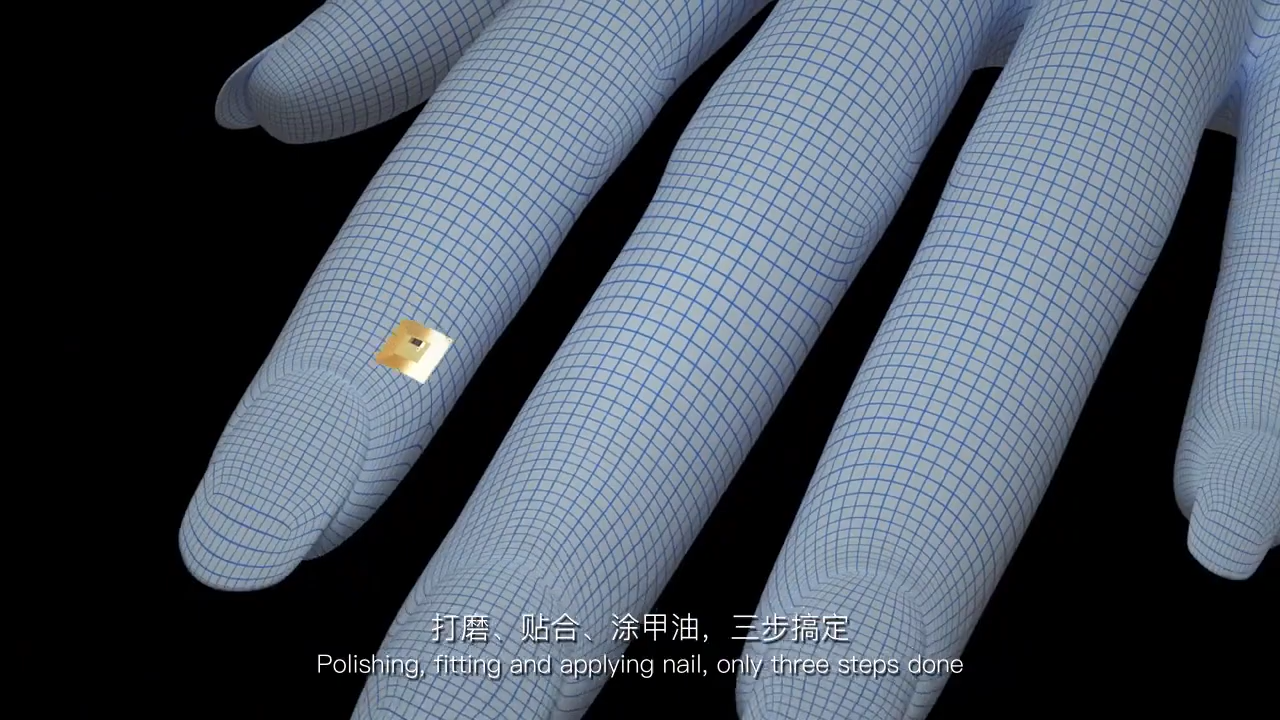 打磨、贴合、涂甲油，三步搞定
Polishing, fitting and applying nail, only three steps done